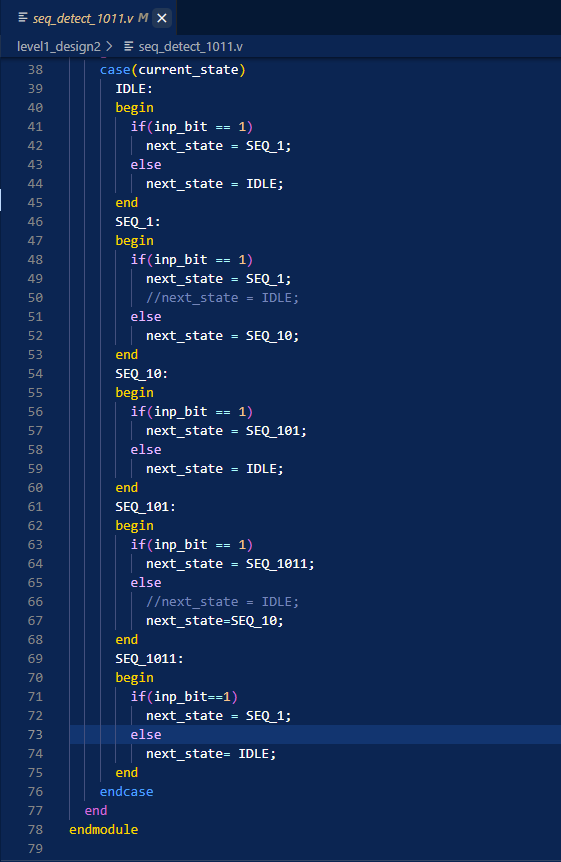 seq_detect_1011.v M ×
level1_design2 > seq_detect_1011.v
38 case(current_state)
39 IDLE:
40 begin
41 if(inp_bit == 1)
42 next_state = SEQ_1;
43 else
44 next_state = IDLE;
45 end
46 SEQ_1:
47 begin
48 if(inp_bit == 1)
49 next_state = SEQ_1;
50 //next_state = IDLE;
51 else
52 next_state = SEQ_10;
53 end
54 SEQ_10:
55 begin
56 if(inp_bit == 1)
57 next_state = SEQ_101;
58 else
59 next_state = IDLE;
60 end
61 SEQ_101:
62 begin
63 if(inp_bit == 1)
64 next_state = SEQ_1011;
65 else
66 //next_state = IDLE;
67 next_state=SEQ_10;
68 end
69 SEQ_1011:
70 begin
71 if(inp_bit==1)
72 next_state = SEQ_1;
73 else
74 next_state= IDLE;
75 end
76 endcase
77 end
78 endmodule
79